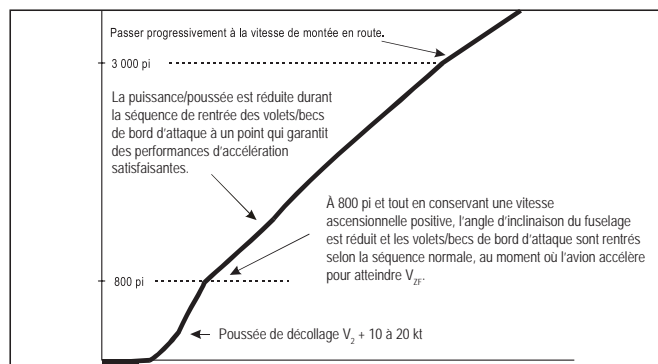 Passer progressivement à la vitesse de montée en route.
3 000 pi
La puissance/poussée est réduite durant
la séquence de rentrée des volets/becs
de bord d'attaque à un point qui garantit
des performances d'accélération
satisfaisantes.
À 800 pi et tout en conservant une vitesse
ascensionnelle positive, l'angle d'inclinaison du fuselage
est réduit et les volets/becs de bord d'attaque sont rentrés
selon la séquence normale, au moment où l'avion accélère
pour atteindre V_ZF.
800 pi
Poussée de décollage V_2 + 10 à 20 kt